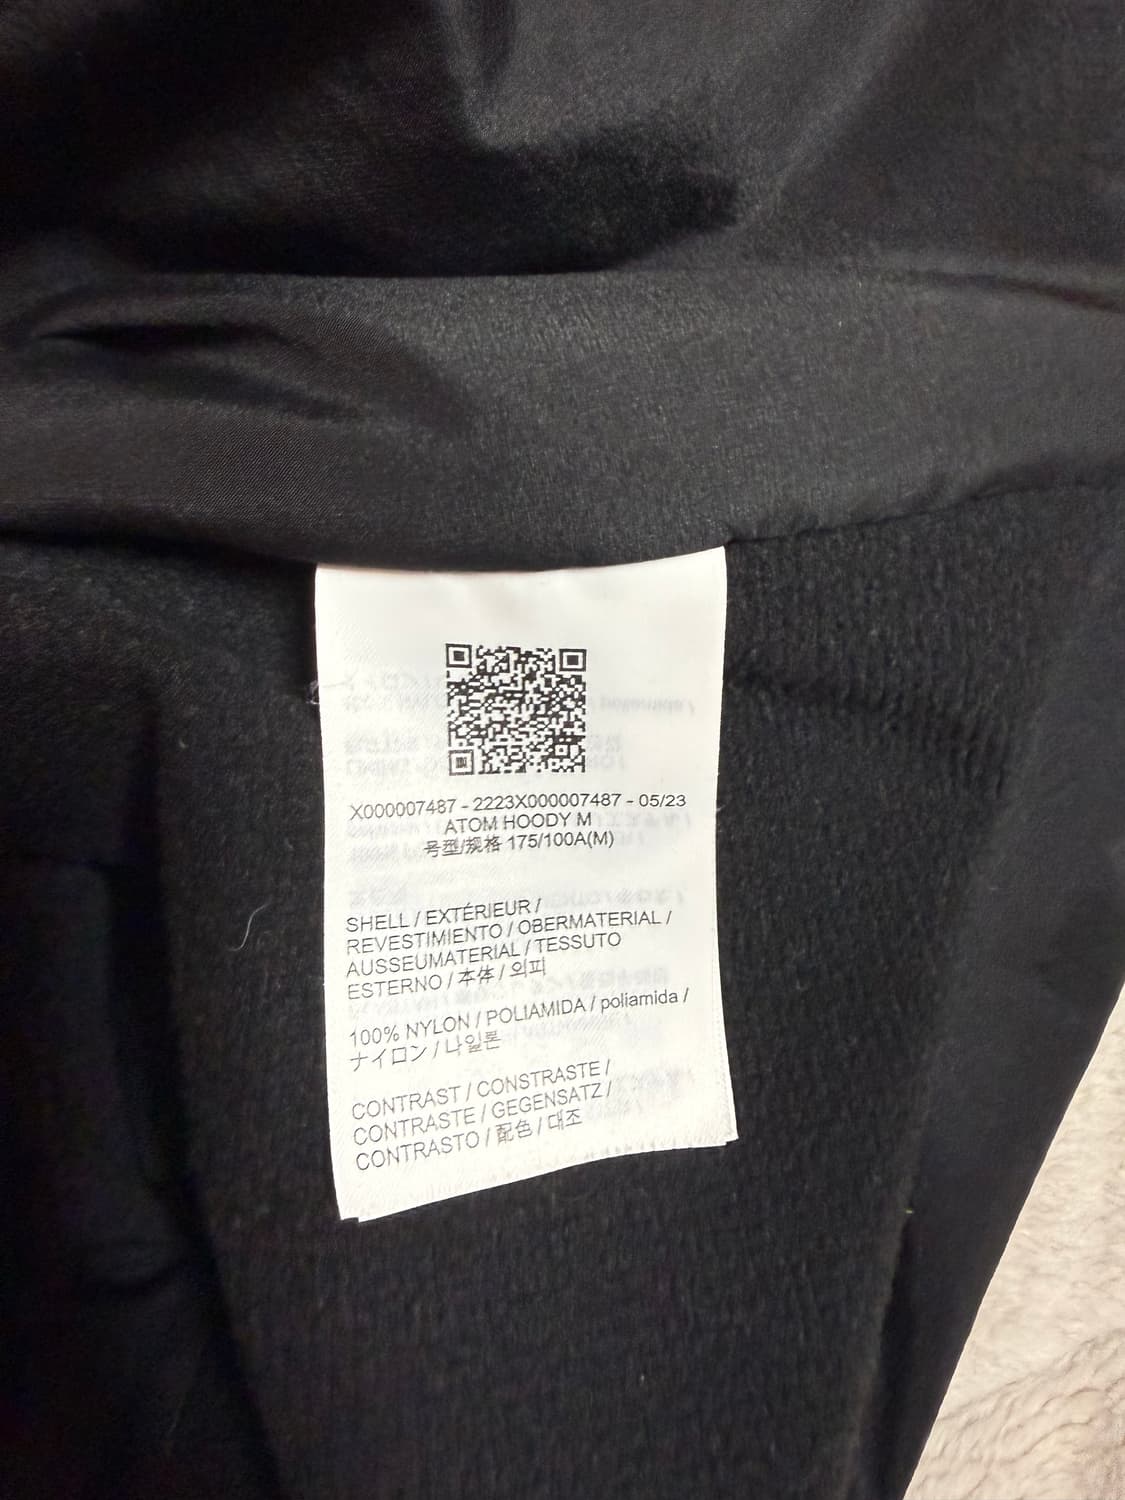 X000007487 - 2223X000007487 - 05/23
ATOM HOODY M
号型/规格 175/100A(M)
SHELL / EXTÉRIEUR /
REVESTIMIENTO / OBERMATERIAL /
AUSSEUMATERIAL / TESSUTO
ESTERNO / 本体 / 외피
100% NYLON / POLIAMIDA / poliamida /
ナイロン / 나일론
CONTRAST / CONSTRASTE /
CONTRASTE / GEGENSATZ /
CONTRASTO / 配色 / 대조